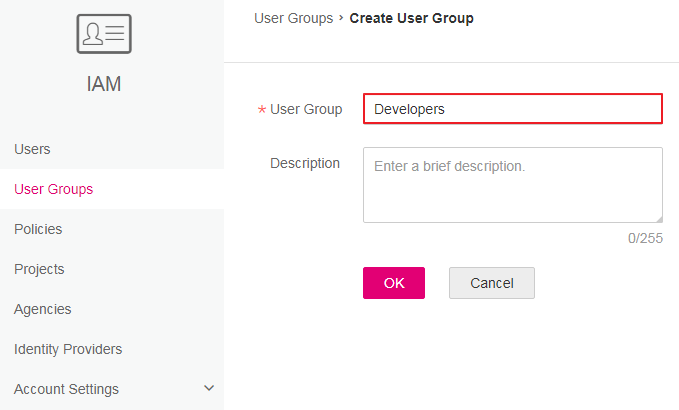 IAM
Users
User Groups
Policies
Projects
Agencies
Identity Providers
Account Settings
User Groups › Create User Group
* User Group Developers
Description Enter a brief description.
0/255
OK Cancel